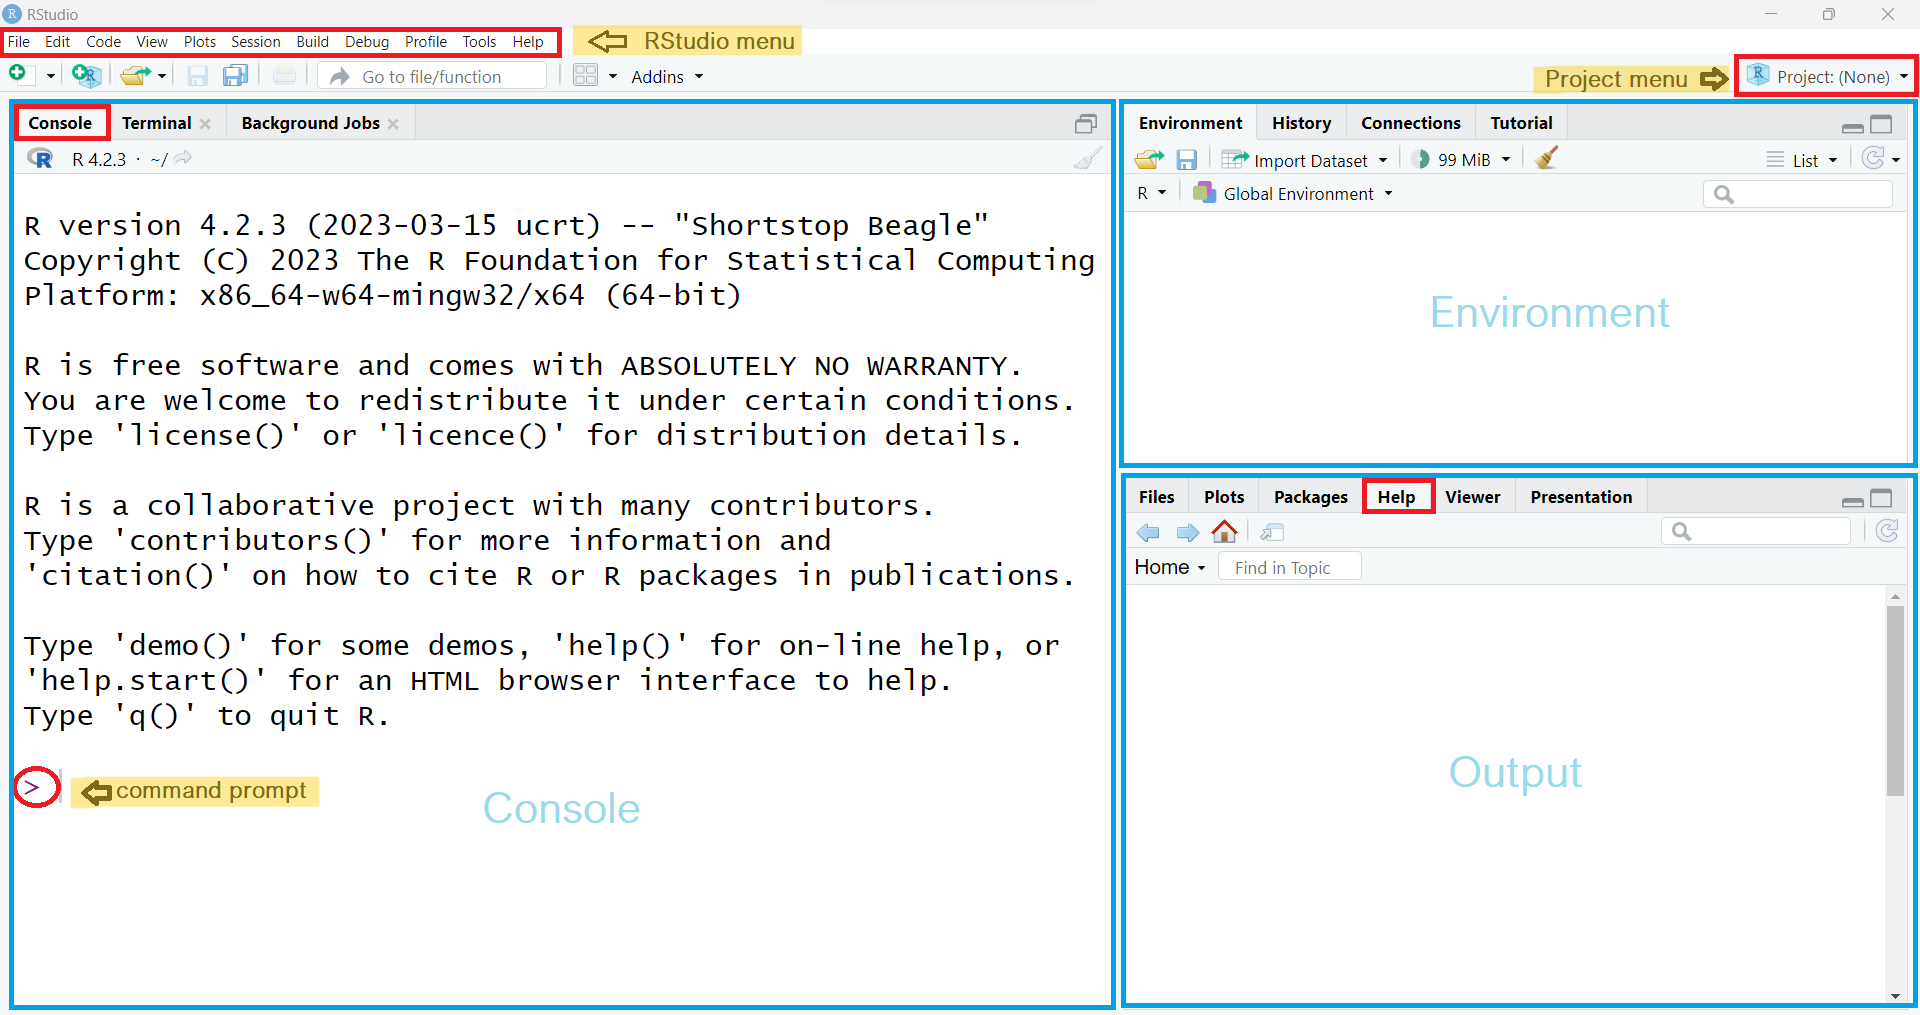 RStudio
File Edit Code View Plots Session Build Debug Profile Tools Help
RStudio menu
Go to file/function
Addins
Project menu
Project: (None)
Console Terminal Background Jobs
R 4.2.3 · ~/
R version 4.2.3 (2023-03-15 ucrt) -- "Shortstop Beagle"
Copyright (C) 2023 The R Foundation for Statistical Computing
Platform: x86_64-w64-mingw32/x64 (64-bit)
R is free software and comes with ABSOLUTELY NO WARRANTY.
You are welcome to redistribute it under certain conditions.
Type 'license()' or 'licence()' for distribution details.
R is a collaborative project with many contributors.
Type 'contributors()' for more information and
'citation()' on how to cite R or R packages in publications.
Type 'demo()' for some demos, 'help()' for on-line help, or
'help.start()' for an HTML browser interface to help.
Type 'q()' to quit R.
>
command prompt
Console
Environment History Connections Tutorial
Import Dataset 99 MiB List
R Global Environment
Environment
Files Plots Packages Help Viewer Presentation
Home Find in Topic
Output